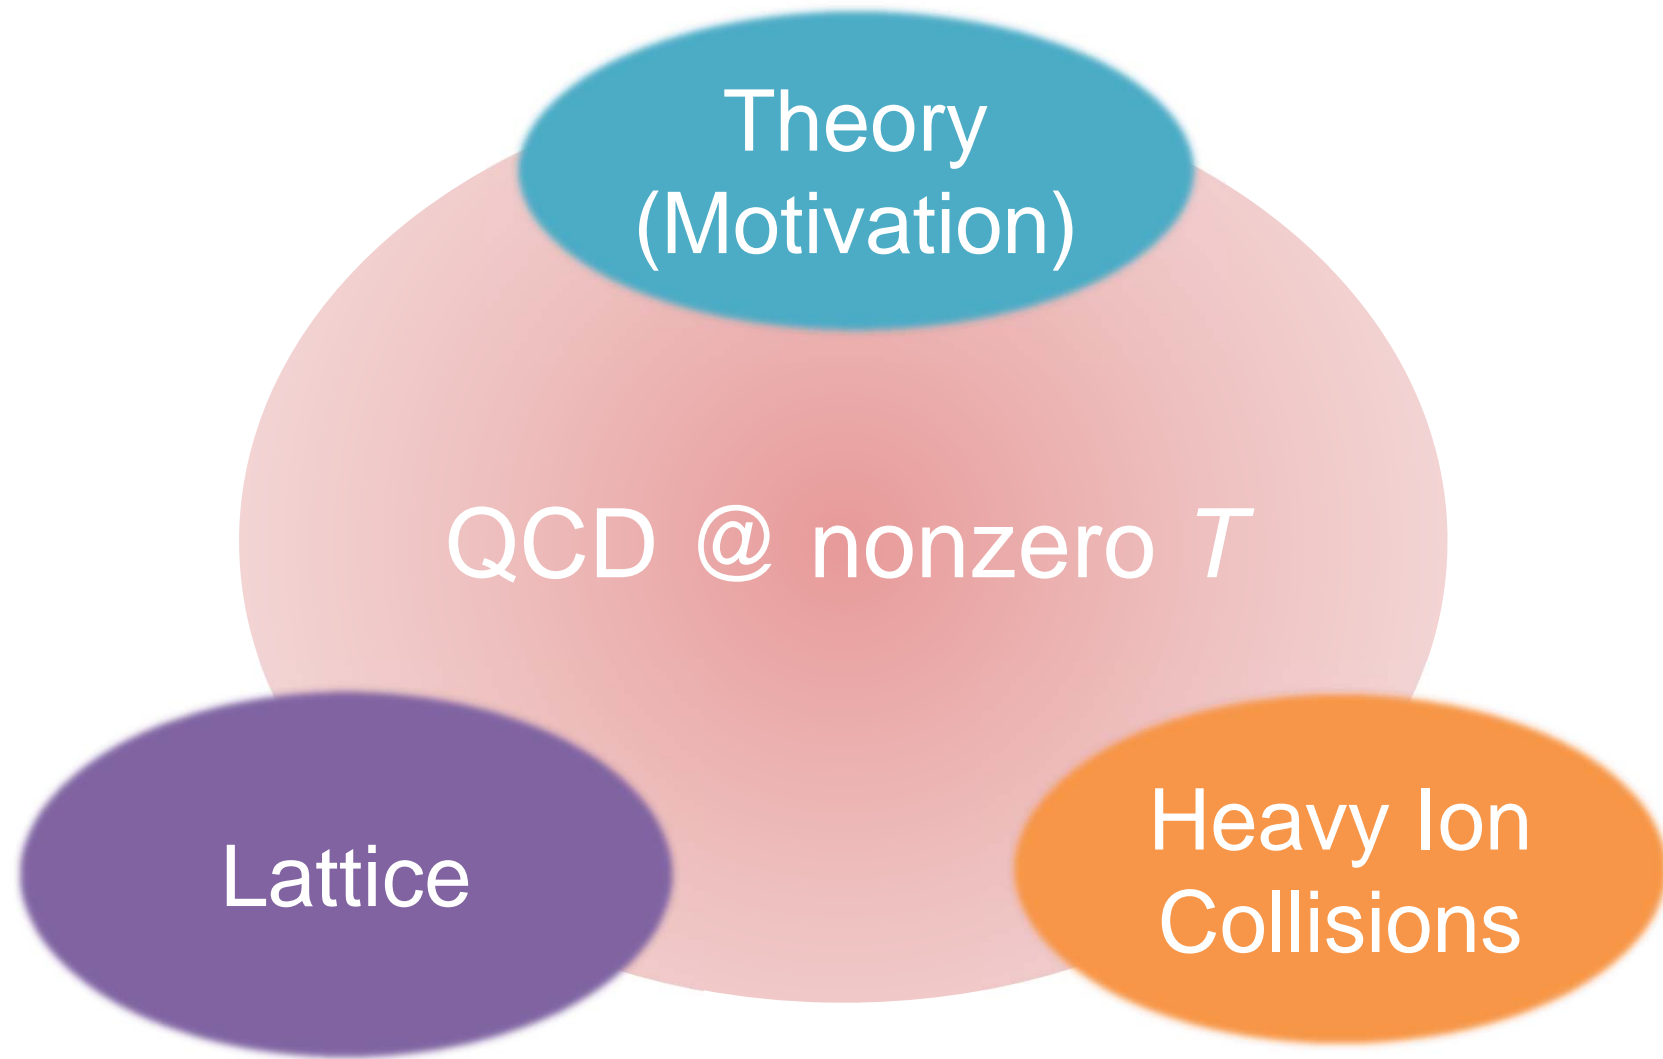 Theory
(Motivation)
QCD @ nonzero T
Lattice
Heavy Ion
Collisions